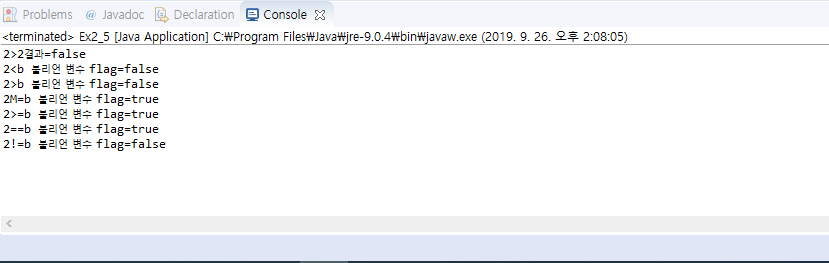 Problems @ Javadoc Declaration Console
<terminated> Ex2_5 [Java Application] C:₩Program Files₩Java₩jre-9.0.4₩bin₩javaw.exe (2019. 9. 26. 오후 2:08:05)
2>2결과=false
2<b 불리언 변수 flag=false
2>b 불리언 변수 flag=false
2M=b 불리언 변수 flag=true
2>=b 불리언 변수 flag=true
2==b 불리언 변수 flag=true
2!=b 불리언 변수 flag=false